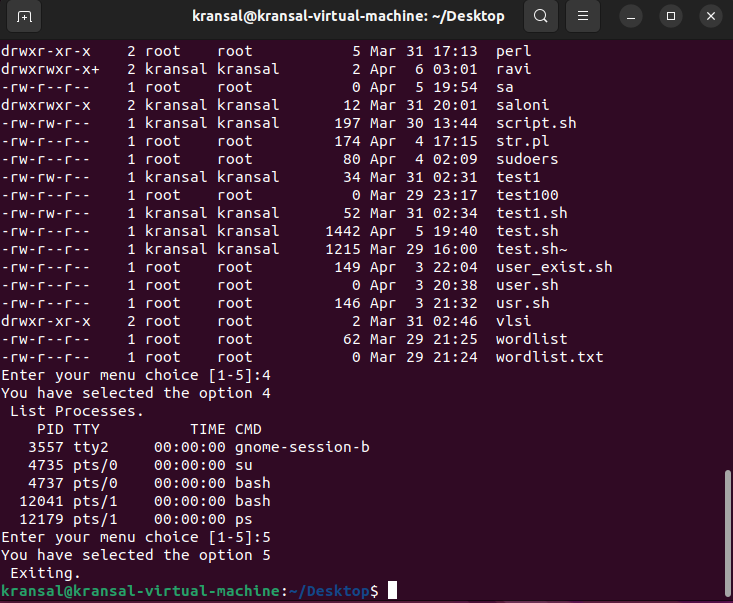 kransal@kransal-virtual-machine: ~/Desktop
drwxr-xr-x    2 root    root           5 Mar 31 17:13  perl
drwxrwxr-x+   2 kransal kransal        2 Apr  6 03:01  ravi
-rw-r--r--    1 root    root           0 Apr  5 19:54  sa
drwxrwxr-x    2 kransal kransal       12 Mar 31 20:01  saloni
-rw-rw-r--    1 kransal kransal      197 Mar 30 13:44  script.sh
-rw-r--r--    1 root    root         174 Apr  4 17:15  str.pl
-rw-r--r--    1 root    root          80 Apr  4 02:09  sudoers
-rw-rw-r--    1 kransal kransal       34 Mar 31 02:31  test1
-rw-r--r--    1 root    root           0 Mar 29 23:17  test100
-rw-rw-r--    1 kransal kransal       52 Mar 31 02:34  test1.sh
-rw-r--r--    1 kransal kransal     1442 Apr  5 19:40  test.sh
-rw-r--r--    1 kransal kransal     1215 Mar 29 16:00  test.sh~
-rw-r--r--    1 root    root         149 Apr  3 22:04  user_exist.sh
-rw-r--r--    1 root    root           0 Apr  3 20:38  user.sh
-rw-r--r--    1 root    root         146 Apr  3 21:32  usr.sh
drwxr-xr-x    2 root    root           2 Mar 31 02:46  vlsi
-rw-r--r--    1 root    root          62 Mar 29 21:25  wordlist
-rw-r--r--    1 root    root           0 Mar 29 21:24  wordlist.txt
Enter your menu choice [1-5]:4
You have selected the option 4
 List Processes.
    PID TTY          TIME CMD
   3557 tty2     00:00:00 gnome-session-b
   4735 pts/0    00:00:00 su
   4737 pts/0    00:00:00 bash
  12041 pts/1    00:00:00 bash
  12179 pts/1    00:00:00 ps
Enter your menu choice [1-5]:5
You have selected the option 5
 Exiting.
kransal@kransal-virtual-machine:~/Desktop$